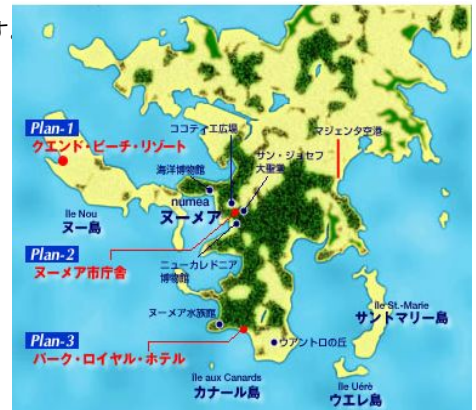 す。
Plan-1
クエンド・ビーチ・リゾート
ココティエ広場
マジェンタ空港
サン・ジョセフ
大聖堂
海洋博物館
numea
ヌーメア
Ile Nou
ヌー島
Plan-2
ヌーメア市庁舎
ニューカレドニア
博物館
Ile St.-Marie
サントマリー島
ヌーメア水族館
Plan-3
パーク・ロイヤル・ホテル
ウアントロの丘
Ile aux Canards
カナール島
Ile Uérè
ウエレ島